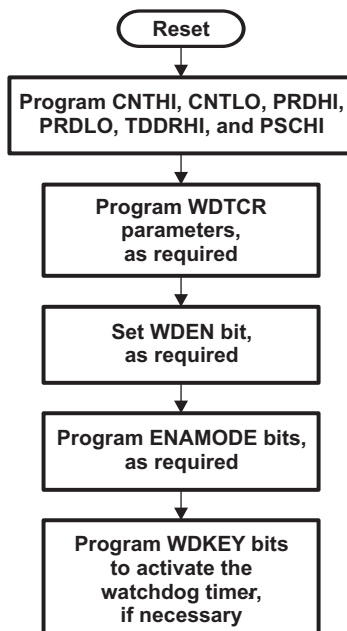 Reset
Program CNTHI, CNTLO, PRDHI,
PRDLO, TDDRHI, and PSCHI
Program WDTCR
parameters,
as required
Set WDEN bit,
as required
Program ENAMODE bits,
as required
Program WDKEY bits
to activate the
watchdog timer,
if necessary